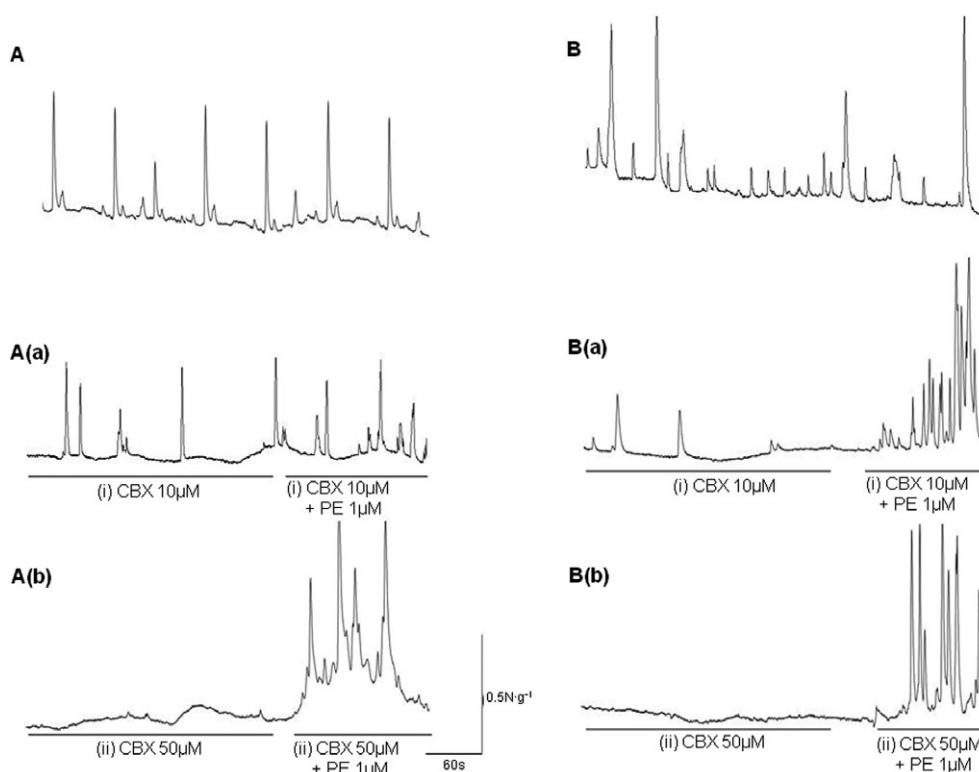 A
B
A(a)
B(a)
(i) CBX 10µM
(i) CBX 10µM
+ PE 1µM
(i) CBX 10µM
(i) CBX 10µM
+ PE 1µM
A(b)
B(b)
0.5N·g⁻¹
(ii) CBX 50µM
(ii) CBX 50µM
+ PE 1µM
60s
(ii) CBX 50µM
(ii) CBX 50µM
+ PE 1µM